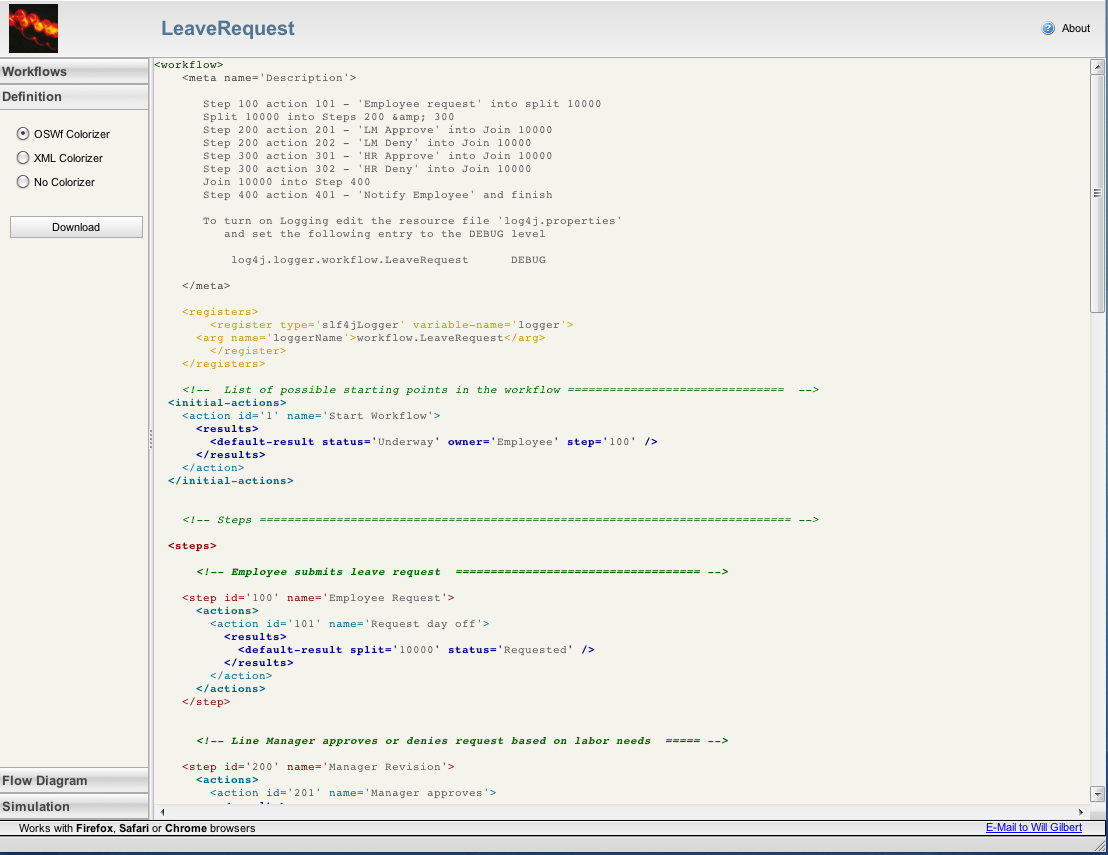 LeaveRequest
About
Workflows
Definition
OSWf Colorizer
XML Colorizer
No Colorizer
Download
Flow Diagram
Simulation
<workflow>
<meta name='Description'>
Step 100 action 101 - 'Employee request' into split 10000
Split 10000 into Steps 200 &amp; 300
Step 200 action 201 - 'LM Approve' into Join 10000
Step 200 action 202 - 'LM Deny' into Join 10000
Step 300 action 301 - 'HR Approve' into Join 10000
Step 300 action 302 - 'HR Deny' into Join 10000
Join 10000 into Step 400
Step 400 action 401 - 'Notify Employee' and finish
To turn on Logging edit the resource file 'log4j.properties'
and set the following entry to the DEBUG level
log4j.logger.workflow.LeaveRequest      DEBUG
</meta>
<registers>
<register type='slf4jLogger' variable-name='logger'>
<arg name='loggerName'>workflow.LeaveRequest</arg>
</register>
</registers>
<!--  List of possible starting points in the workflow ===============================  -->
<initial-actions>
<action id='1' name='Start Workflow'>
<results>
<default-result status='Underway' owner='Employee' step='100' />
</results>
</action>
</initial-actions>
<!-- Steps ============================================================================ -->
<steps>
<!-- Employee submits leave request  =================================== -->
<step id='100' name='Employee Request'>
<actions>
<action id='101' name='Request day off'>
<results>
<default-result split='10000' status='Requested' />
</results>
</action>
</actions>
</step>
<!-- Line Manager approves or denies request based on labor needs  ===== -->
<step id='200' name='Manager Revision'>
<actions>
<action id='201' name='Manager approves'>
Works with Firefox, Safari or Chrome browsers
E-Mail to Will Gilbert